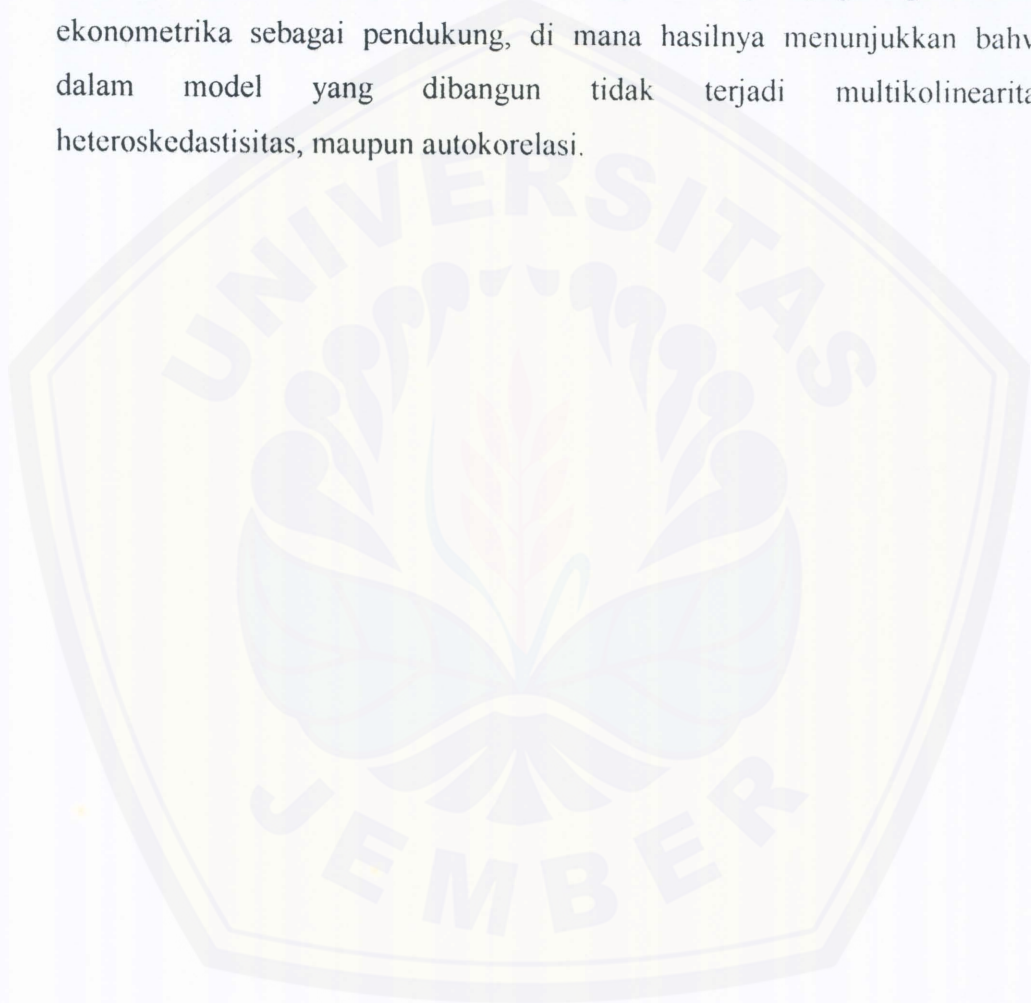 ekonometrika sebagai pendukung, di mana hasilnya menunjukkan bahw
dalam model yang dibangun tidak terjadi multikolinearita
heteroskedastisitas, maupun autokorelasi.
UNIVERSITAS
JEMBER